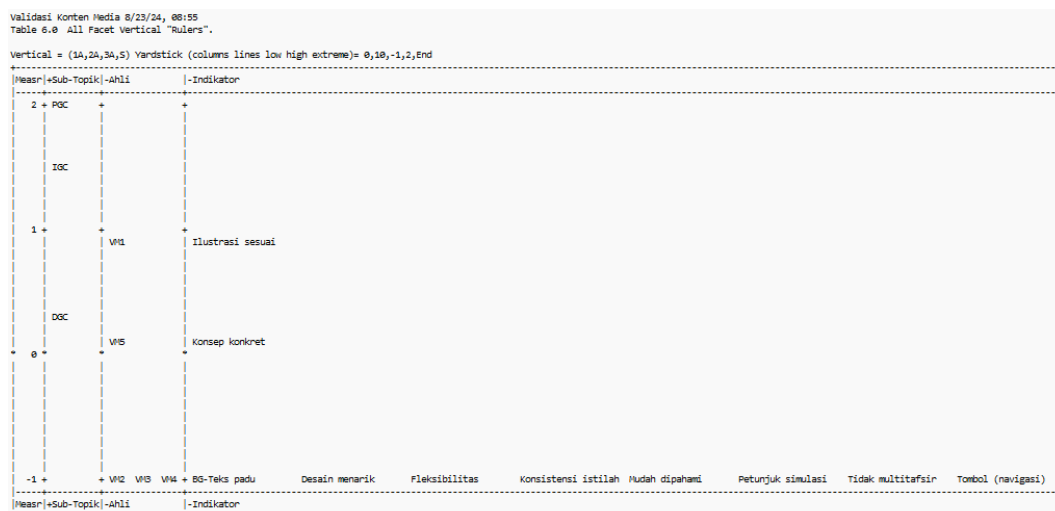 Validasi Konten Media 8/23/24, 08:55
Table 6.0  All Facet Vertical "Rulers".
Vertical = (1A,2A,3A,S) Yardstick (columns lines low high extreme)= 0,10,-1,2,End
|Measr|+Sub-Topik|-Ahli |-Indikator
2 + PGC + +
IGC
1 + + +
VM1 | Ilustrasi sesuai
DGC
VM5 | Konsep konkret
* 0 * * *
-1 + + VM2 VM3 VM4 + BG-Teks padu Desain menarik Fleksibilitas Konsistensi istilah Mudah dipahami Petunjuk simulasi Tidak multitafsir Tombol (navigasi)
|Measr|+Sub-Topik|-Ahli |-Indikator